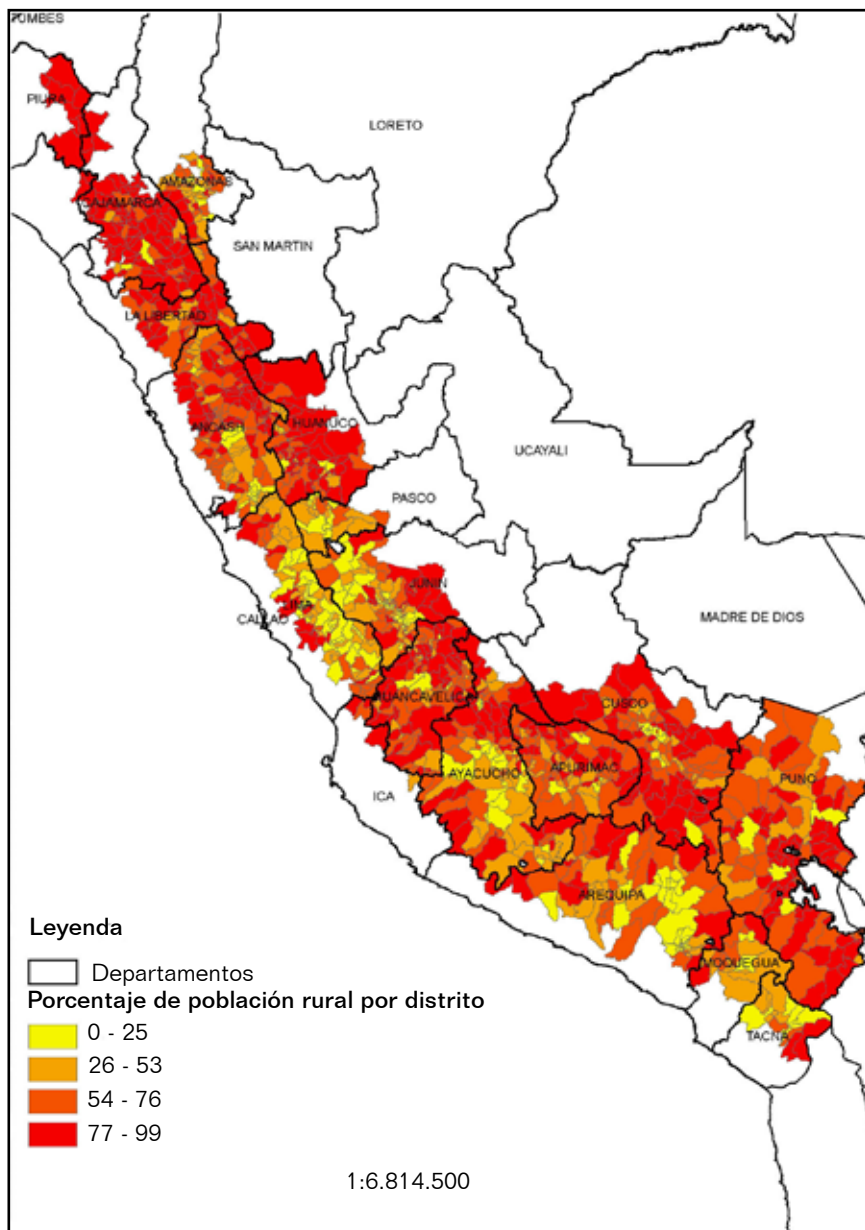 TUMBES
PIURA
LORETO
AMAZONAS
CAJAMARCA
SAN MARTIN
LA LIBERTAD
ANCASH
HUANUCO
UCAYALI
PASCO
JUNIN
LIMA
CALLAO
MADRE DE DIOS
HUANCAVELICA
CUSCO
AYACUCHO
APURIMAC
PUNO
ICA
AREQUIPA
MOQUEGUA
TACNA
Leyenda
Departamentos
Porcentaje de población rural por distrito
0 - 25
26 - 53
54 - 76
77 - 99
1:6.814.500